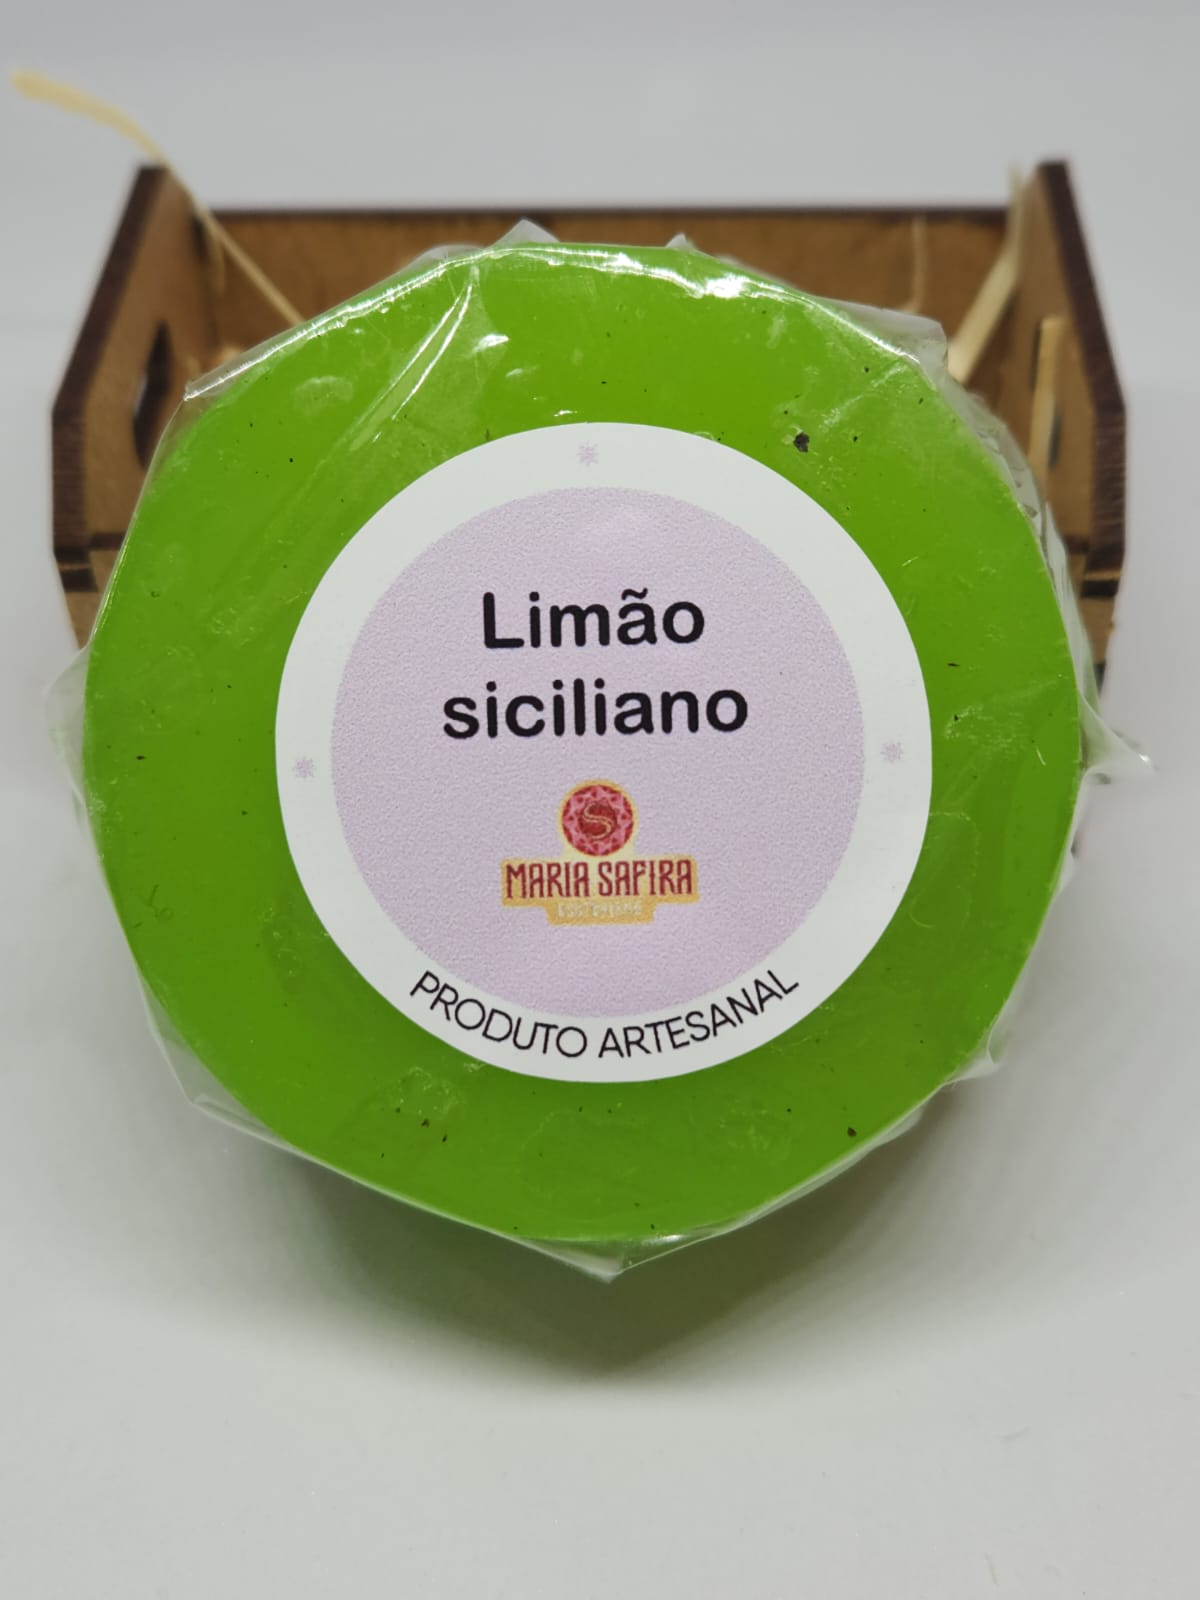 Limão
siciliano
S
MARIA SAFIRA
PRODUTO ARTESANAL